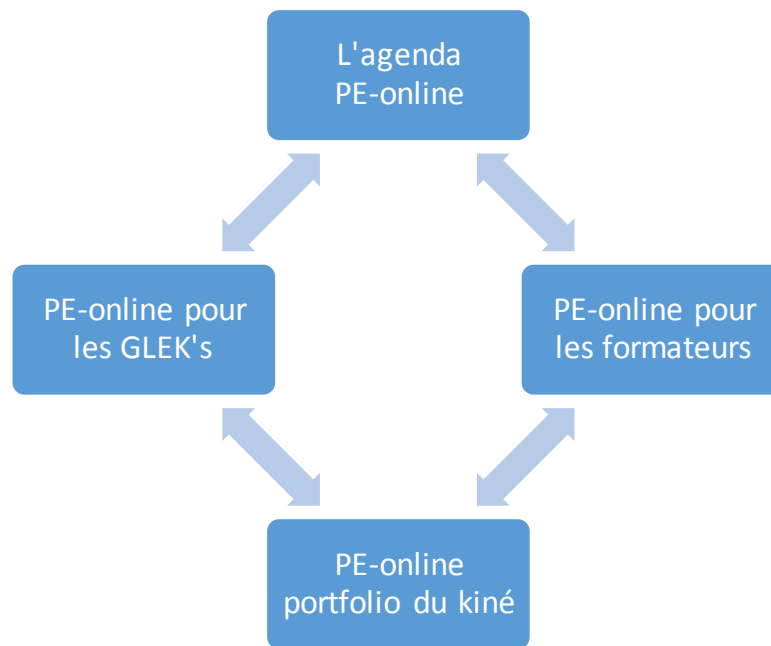 L'agenda
PE-online
PE-online pour
les GLEK's
PE-online pour
les formateurs
PE-online
portfolio du kiné